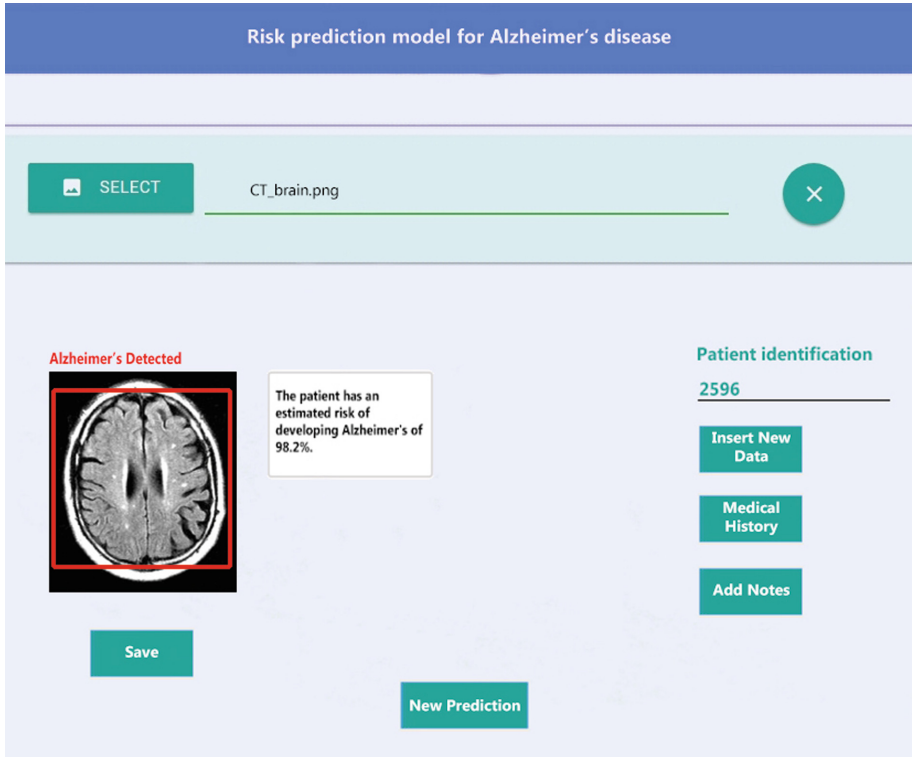 Risk prediction model for Alzheimer's disease
SELECT
CT_brain.png
Alzheimer's Detected
The patient has an
estimated risk of
developing Alzheimer's of
98.2%.
Patient identification
2596
Insert New
Data
Medical
History
Add Notes
Save
New Prediction